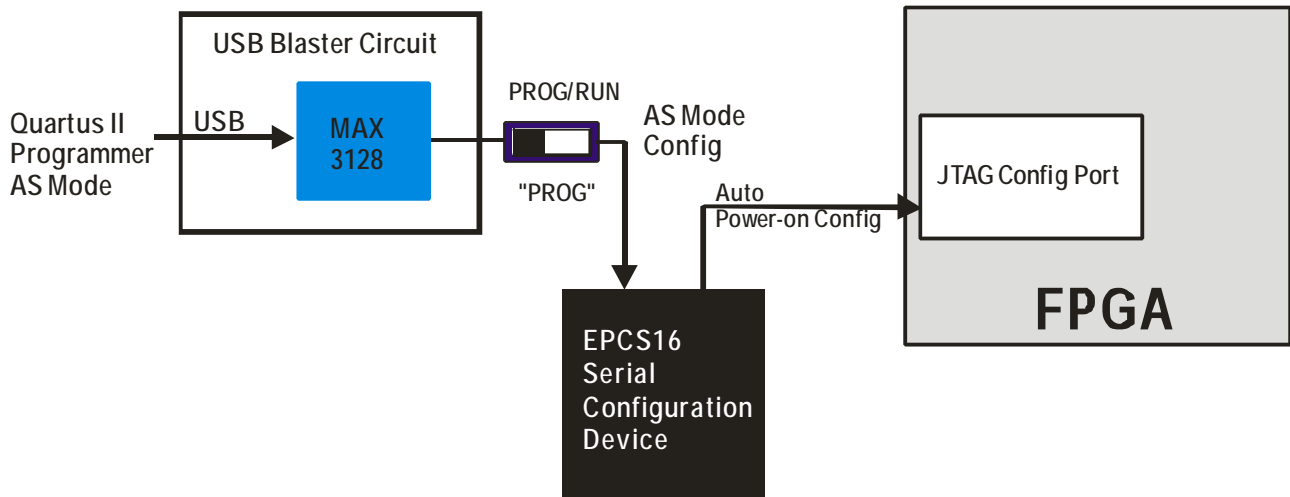 USB Blaster Circuit
Quartus II
Programmer
AS Mode
USB
MAX
3128
PROG/RUN
"PROG"
AS Mode
Config
EPCS16
Serial
Configuration
Device
Auto
Power-on Config
JTAG Config Port
FPGA